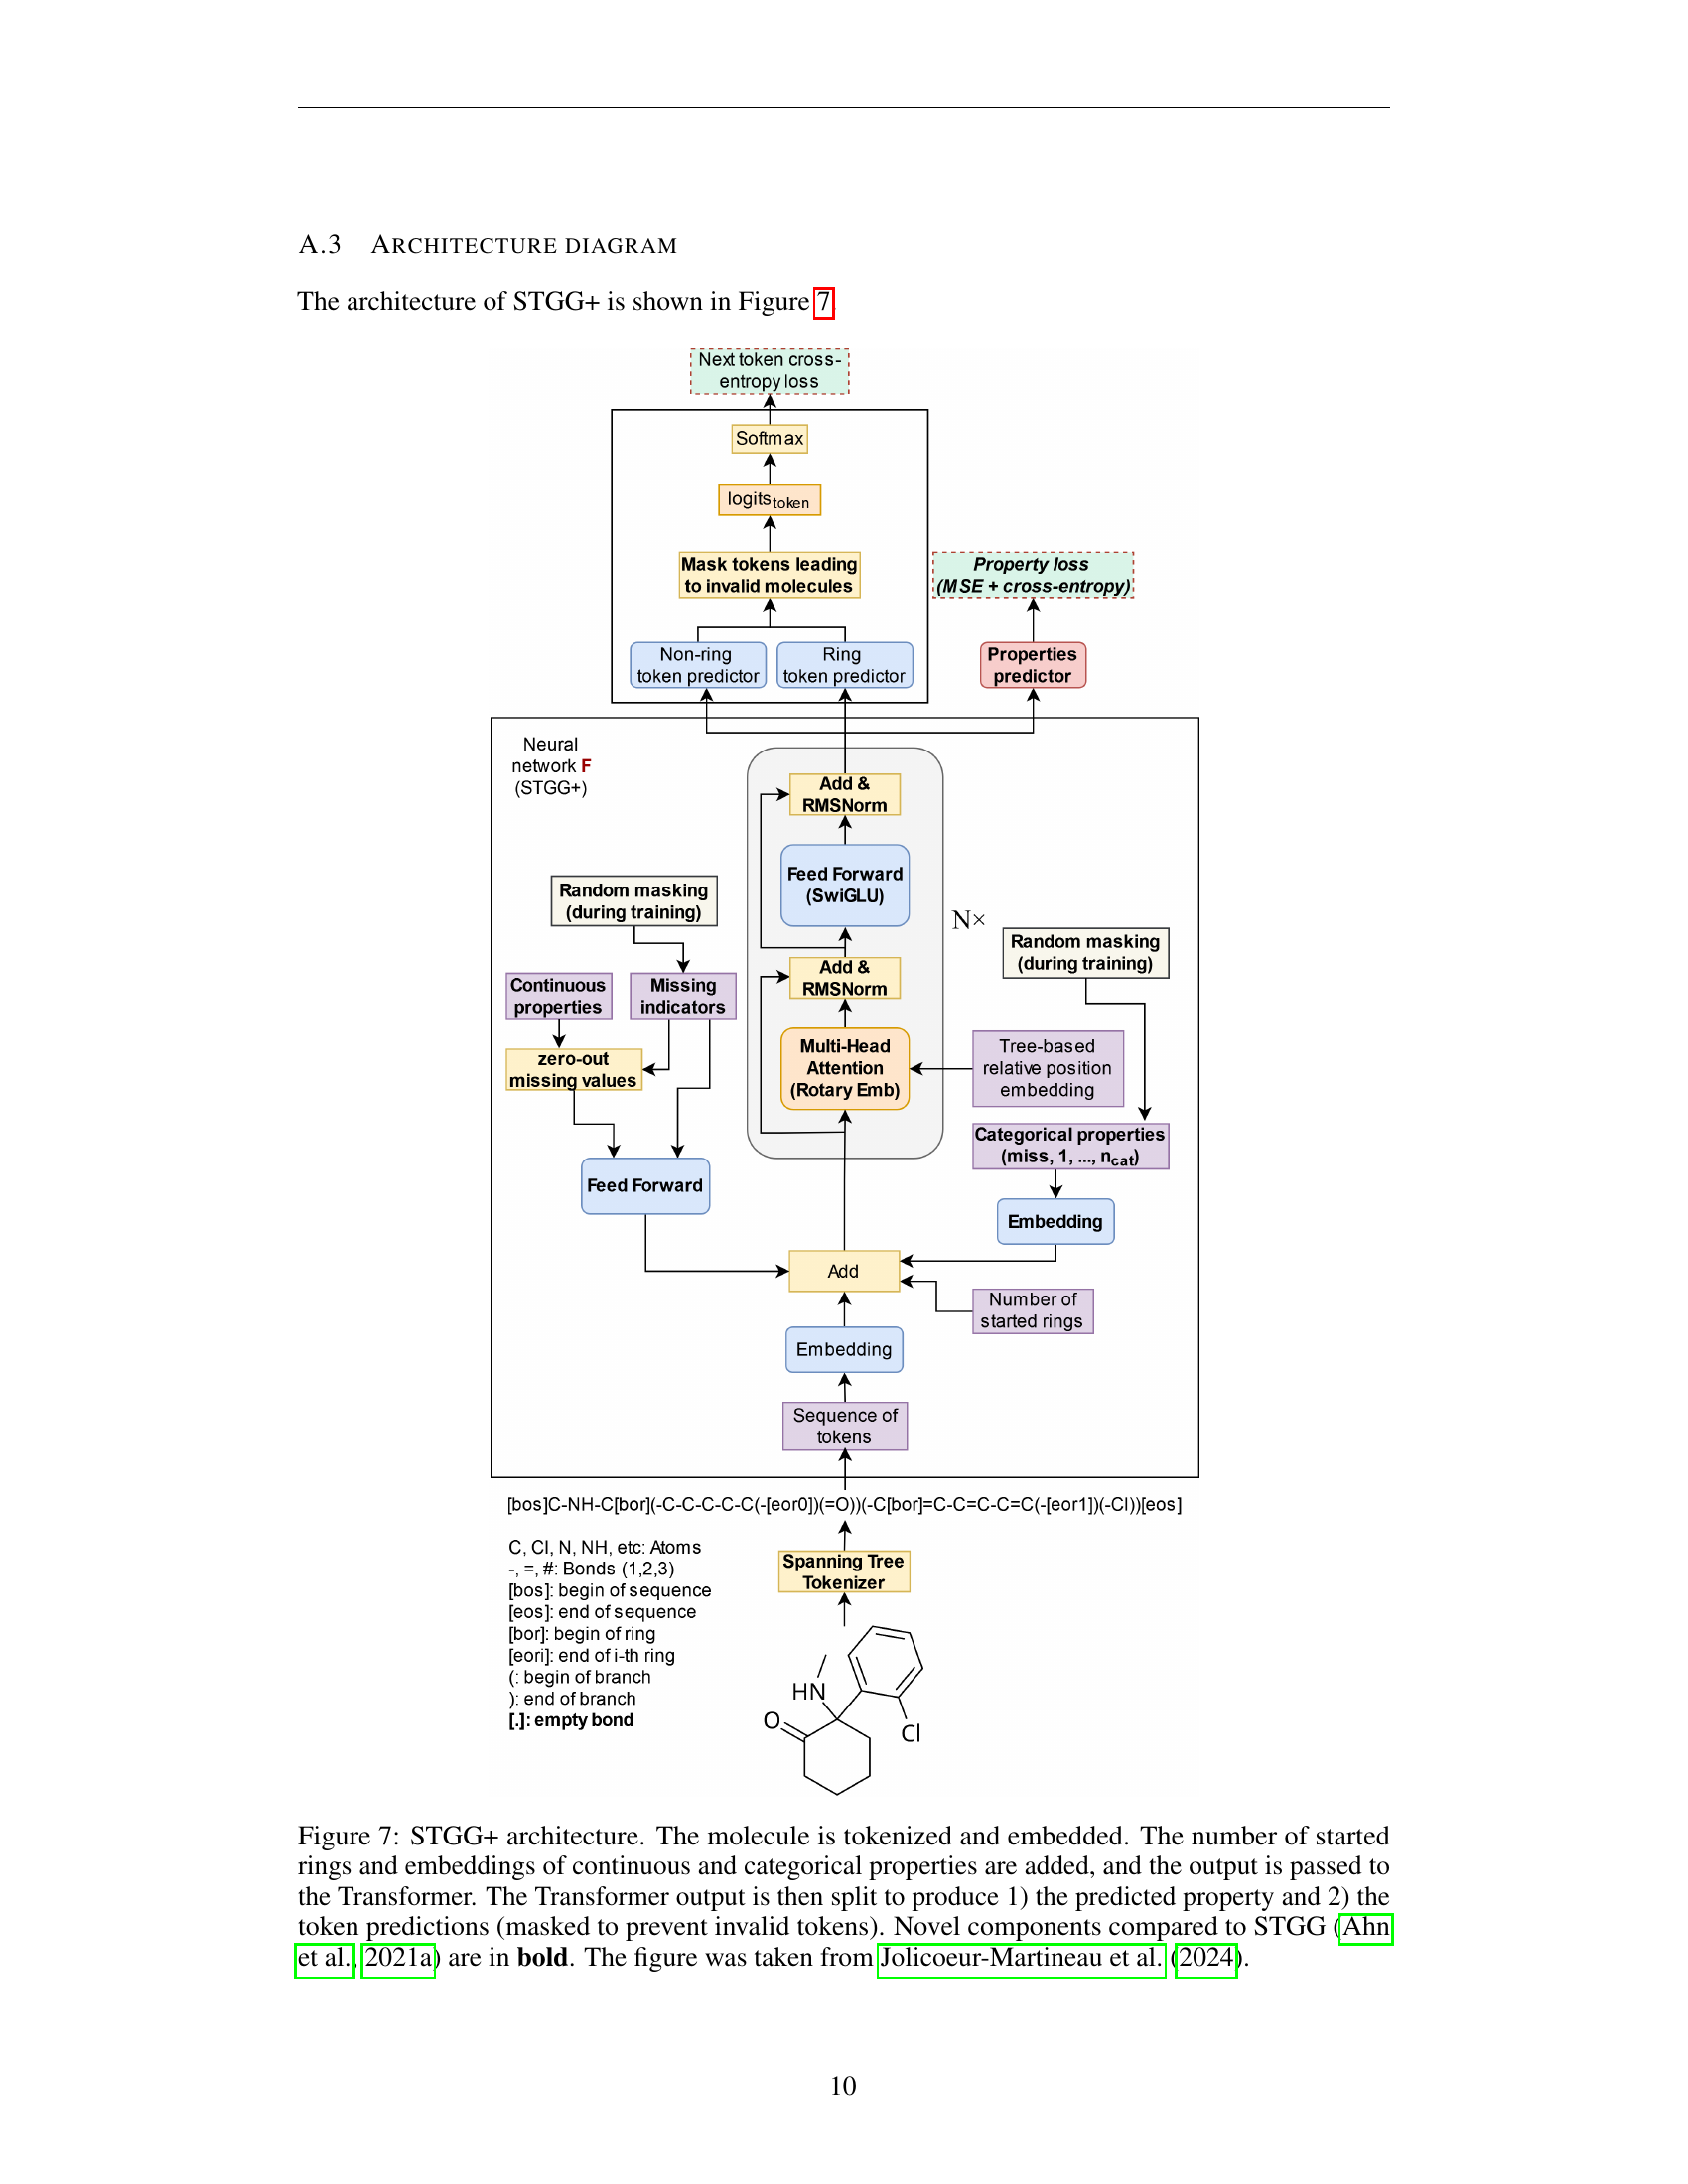 A.3 ARCHITECTURE DIAGRAM
The architecture of STGG+ is shown in Figure 7
Next token cross-
entropy loss
Softmax
logits_token
Mask tokens leading
to invalid molecules
Property loss
(MSE + cross-entropy)
Non-ring
token predictor
Ring
token predictor
Properties
predictor
Neural
network F
(STGG+)
Add &
RMSNorm
Feed Forward
(SwiGLU)
N×
Random masking
(during training)
Random masking
(during training)
Add &
RMSNorm
Continuous
properties
Missing
indicators
Multi-Head
Attention
(Rotary Emb)
Tree-based
relative position
embedding
zero-out
missing values
Categorical properties
(miss, 1, ..., n_cat)
Feed Forward
Embedding
Add
Number of
started rings
Embedding
Sequence of
tokens
[bos]C-NH-C[bor](-C-C-C-C-C(-[eor0])(=O))(-C[bor]=C-C=C-C=C(-[eor1])(-Cl))[eos]
C, Cl, N, NH, etc: Atoms
-, =, #: Bonds (1,2,3)
[bos]: begin of sequence
[eos]: end of sequence
[bor]: begin of ring
[eori]: end of i-th ring
(: begin of branch
): end of branch
[.]: empty bond
Spanning Tree
Tokenizer
HN
O
Cl
Figure 7: STGG+ architecture. The molecule is tokenized and embedded. The number of started
rings and embeddings of continuous and categorical properties are added, and the output is passed to
the Transformer. The Transformer output is then split to produce 1) the predicted property and 2) the
token predictions (masked to prevent invalid tokens). Novel components compared to STGG (Ahn
et al., 2021a) are in bold. The figure was taken from Jolicoeur-Martineau et al. (2024).
10